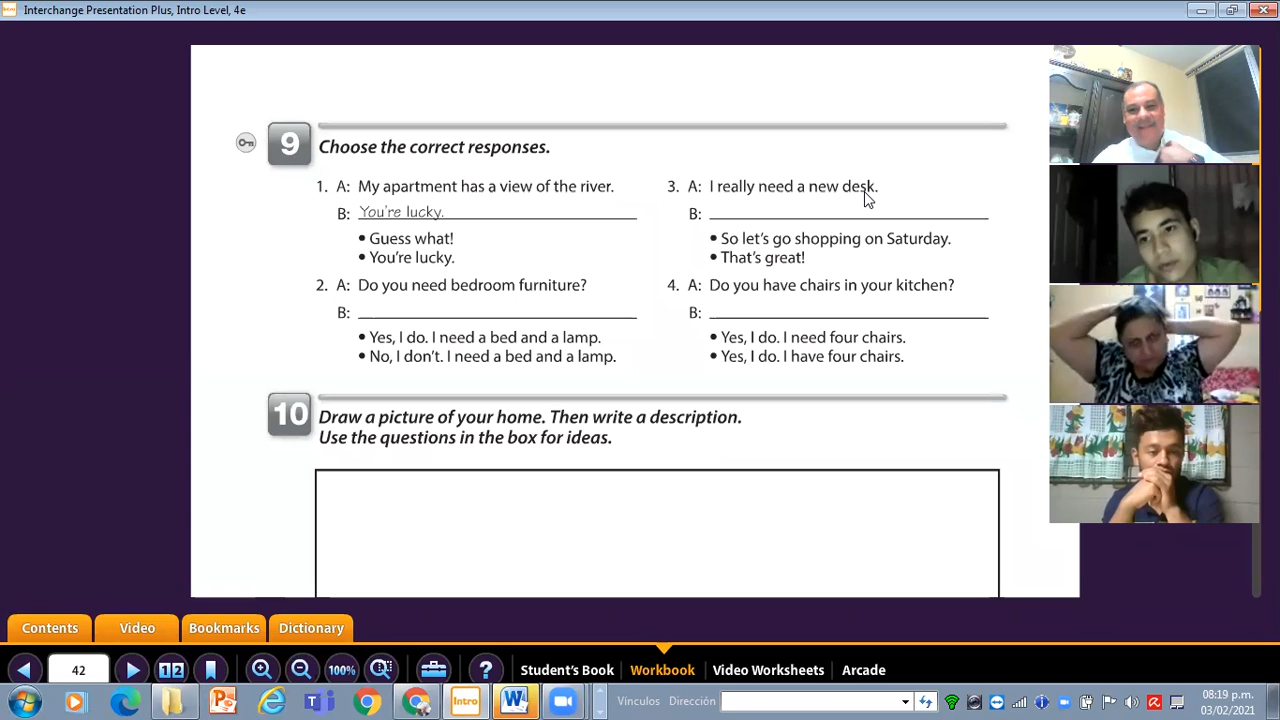 Interchange Presentation Plus, Intro Level, 4e
9 Choose the correct responses.
1. A: My apartment has a view of the river.
B: You're lucky.
• Guess what!
• You're lucky.
2. A: Do you need bedroom furniture?
B:
• Yes, I do. I need a bed and a lamp.
• No, I don't. I need a bed and a lamp.
3. A: I really need a new desk.
B:
• So let's go shopping on Saturday.
• That's great!
4. A: Do you have chairs in your kitchen?
B:
• Yes, I do. I need four chairs.
• Yes, I do. I have four chairs.
10 Draw a picture of your home. Then write a description.
Use the questions in the box for ideas.
Contents Video Bookmarks Dictionary
42 12 100% ? Student's Book Workbook Video Worksheets Arcade
Intro Vínculos Dirección 08:19 p.m.
03/02/2021